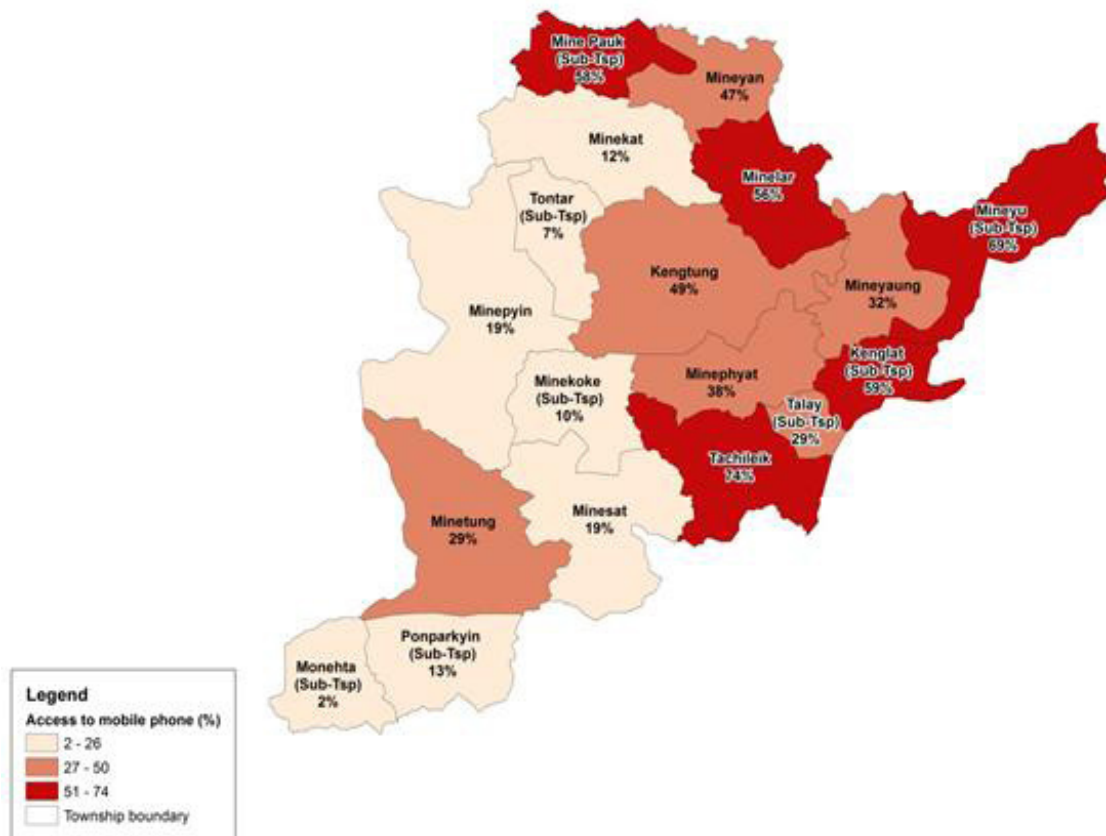 Mine Pauk
(Sub-Tsp)
58%
Mineyan
47%
Minekat
12%
Minelar
56%
Tontar
(Sub-Tsp)
7%
Mineyu
(Sub-Tsp)
69%
Kengtung
49%
Mineyaung
32%
Minepyin
19%
Kenglat
(Sub-Tsp)
59%
Minekoke
(Sub-Tsp)
10%
Minephyat
38%
Talay
(Sub-Tsp)
29%
Tachileik
74%
Minetung
29%
Minesat
19%
Ponparkyin
(Sub-Tsp)
13%
Monehta
(Sub-Tsp)
2%
Legend
Access to mobile phone (%)
2 - 26
27 - 50
51 - 74
Township boundary